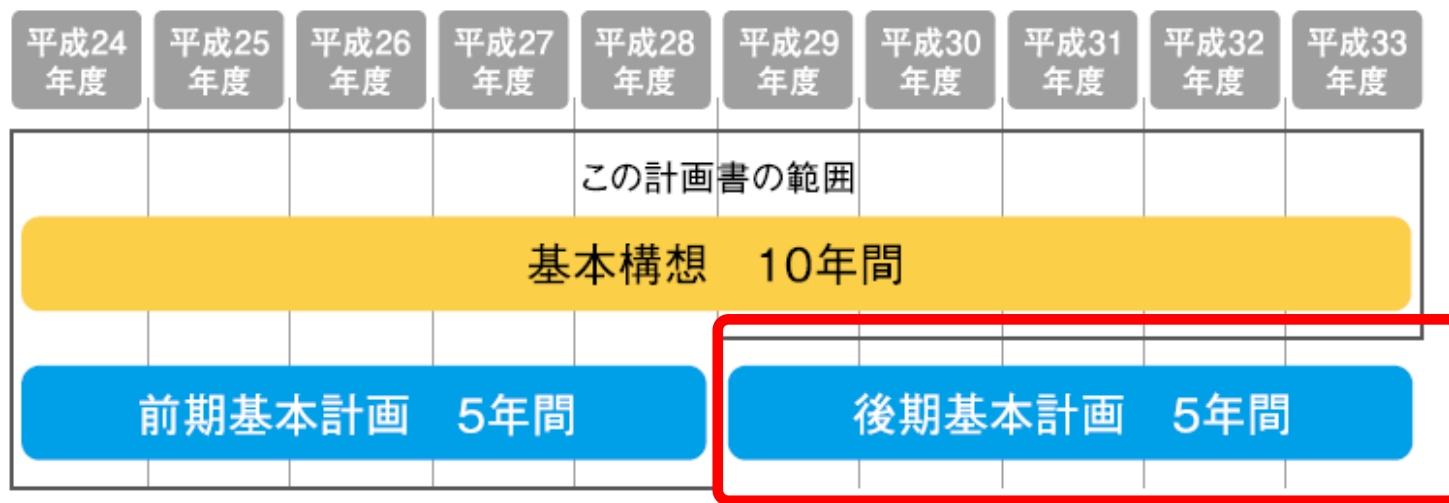 平成24 平成25 平成26 平成27 平成28 平成29 平成30 平成31 平成32 平成33
年度 年度 年度 年度 年度 年度 年度 年度 年度 年度
この計画書の範囲
基本構想　10年間
前期基本計画　5年間 後期基本計画　5年間